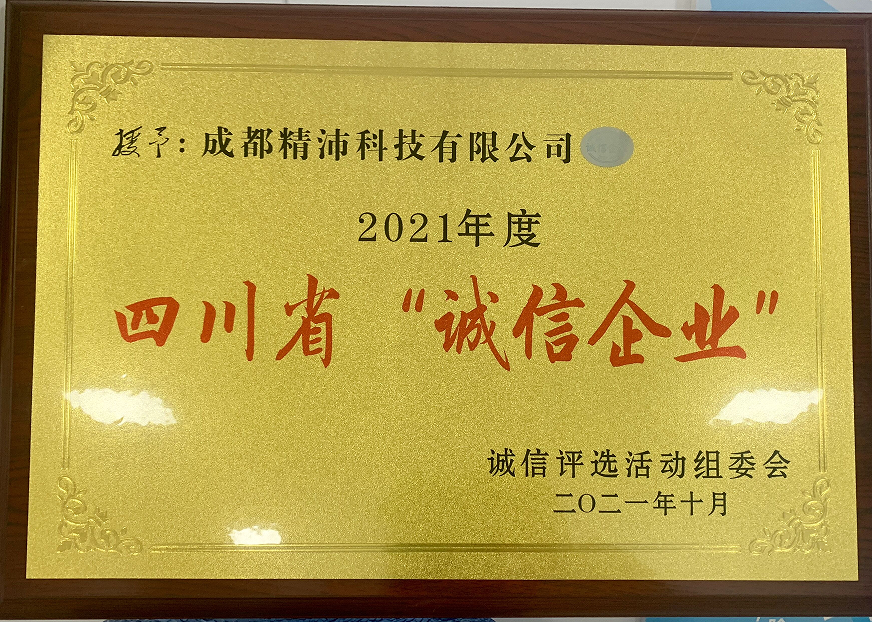 授予：成都精沛科技有限公司
2021年度
四川省“诚信企业”
诚信评选活动组委会
二〇二一年十月